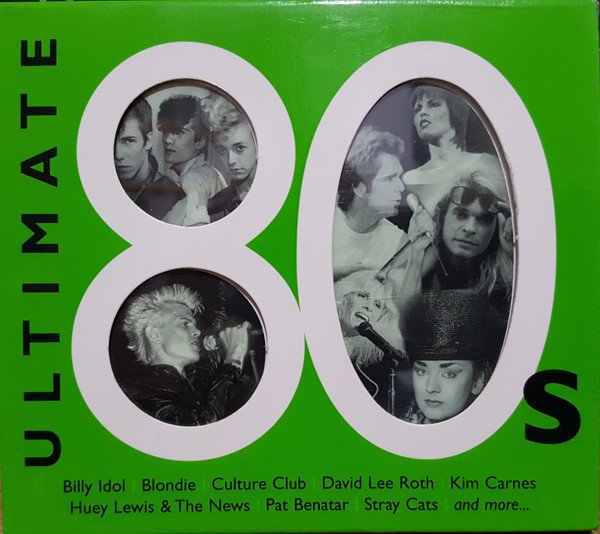 ULTIMATE
80s
Billy Idol | Blondie | Culture Club | David Lee Roth | Kim Carnes
Huey Lewis & The News | Pat Benatar | Stray Cats | and more...